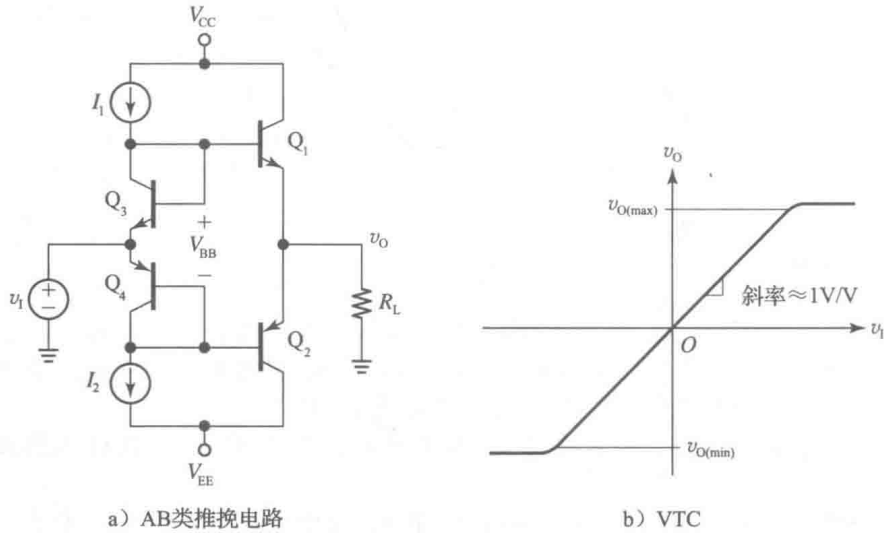 V_CC
I_1
Q_1
Q_3
+
V_BB
−
v_O
v_I
+
−
Q_4
R_L
Q_2
I_2
V_EE
a）AB类推挽电路
v_O
v_O(max)
斜率≈1V/V
O
v_I
v_O(min)
b）VTC